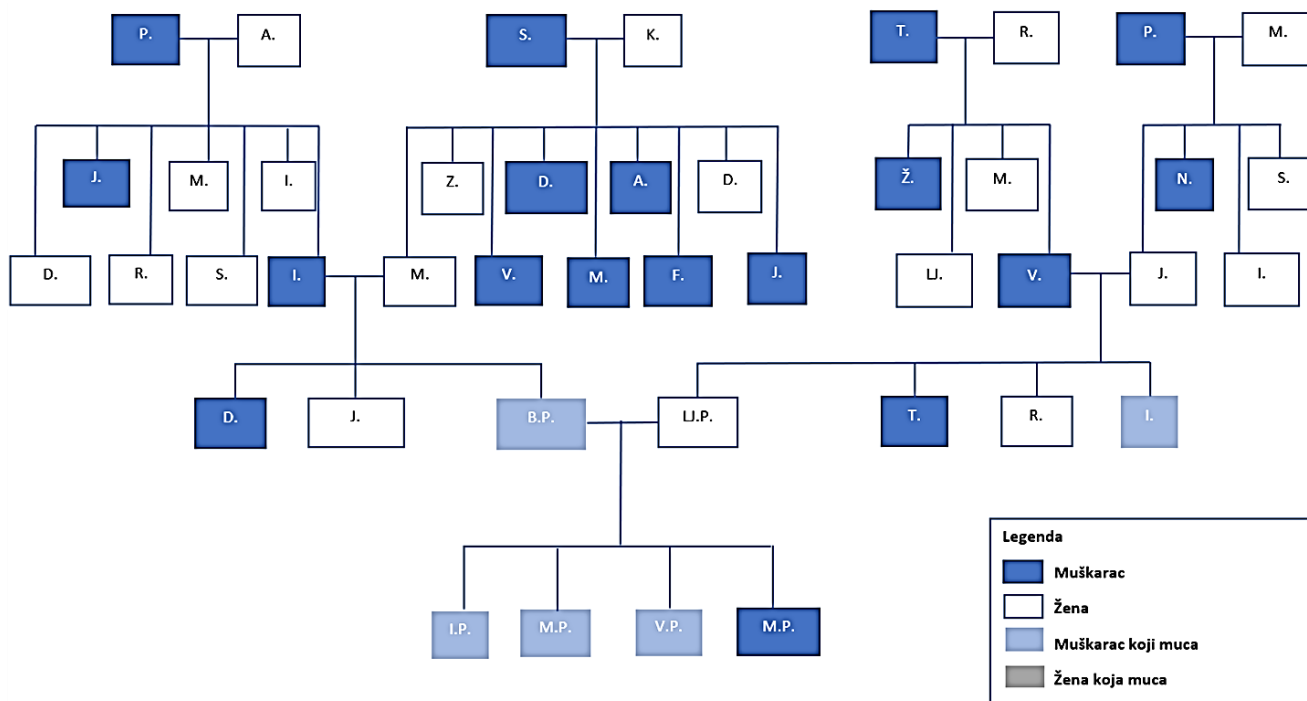 P. A. S. K. T. R. P. M.
J. M. I. Z. D. A. D. Ž. M. N. S.
D. R. S. I. M. V. M. F. J. LJ. V. J. I.
D. J. B.P. LJ.P. T. R. I.
I.P. M.P. V.P. M.P.
Legenda
Muškarac
Žena
Muškarac koji muca
Žena koja muca